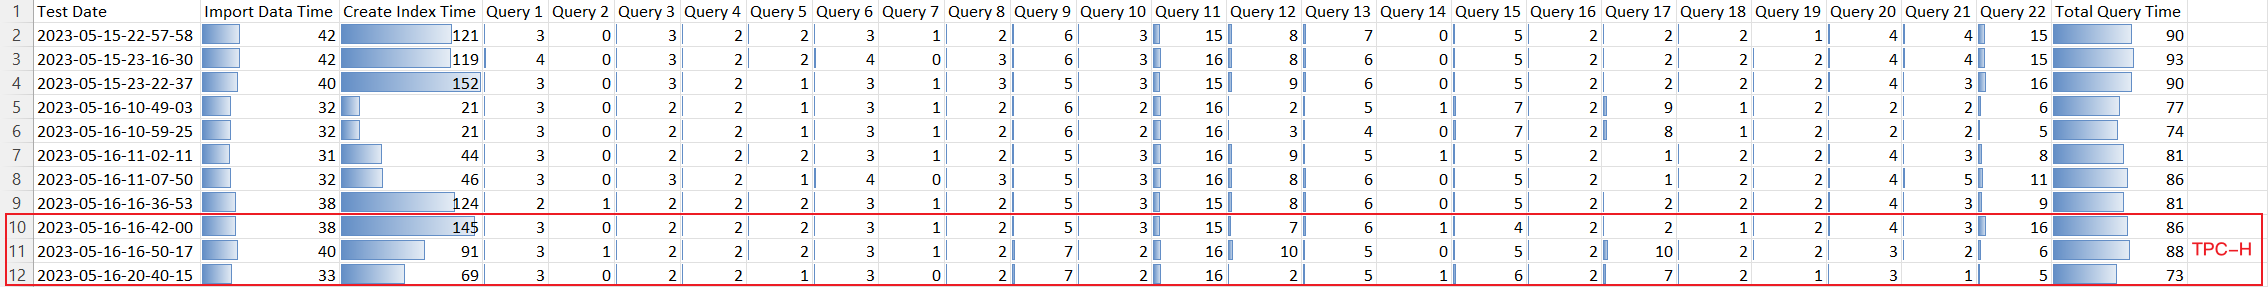 1 Test Date Import Data Time Create Index Time Query 1 Query 2 Query 3 Query 4 Query 5 Query 6 Query 7 Query 8 Query 9 Query 10 Query 11 Query 12 Query 13 Query 14 Query 15 Query 16 Query 17 Query 18 Query 19 Query 20 Query 21 Query 22 Total Query Time
2 2023-05-15-22-57-58 42 121 3 0 3 2 2 3 1 2 6 3 15 8 7 0 5 2 2 2 1 4 4 15 90
3 2023-05-15-23-16-30 42 119 4 0 3 2 2 4 0 3 6 3 16 8 6 0 5 2 2 2 2 4 4 15 93
4 2023-05-15-23-22-37 40 152 3 0 3 2 1 3 1 3 5 3 15 9 6 0 5 2 2 2 2 4 3 16 90
5 2023-05-16-10-49-03 32 21 3 0 2 2 1 3 1 2 6 2 16 2 5 1 7 2 9 1 2 2 2 6 77
6 2023-05-16-10-59-25 32 21 3 0 2 2 1 3 1 2 6 2 16 3 4 0 7 2 8 1 2 2 2 5 74
7 2023-05-16-11-02-11 31 44 3 0 2 2 2 3 1 2 5 3 16 9 5 1 5 2 1 2 2 4 3 8 81
8 2023-05-16-11-07-50 32 46 3 0 3 2 1 4 0 3 5 3 16 8 6 0 5 2 1 2 2 4 5 11 86
9 2023-05-16-16-36-53 38 124 2 1 2 2 2 3 1 2 5 3 15 8 6 0 5 2 2 2 2 4 3 9 81
10 2023-05-16-16-42-00 38 145 3 0 2 2 2 3 1 2 5 3 15 7 6 1 4 2 2 1 2 4 3 16 86
11 2023-05-16-16-50-17 40 91 3 1 2 2 2 3 1 2 7 2 16 10 5 0 5 2 10 2 2 3 2 6 88 TPC-H
12 2023-05-16-20-40-15 33 69 3 0 2 2 1 3 0 2 7 2 16 2 5 1 6 2 7 2 1 3 1 5 73